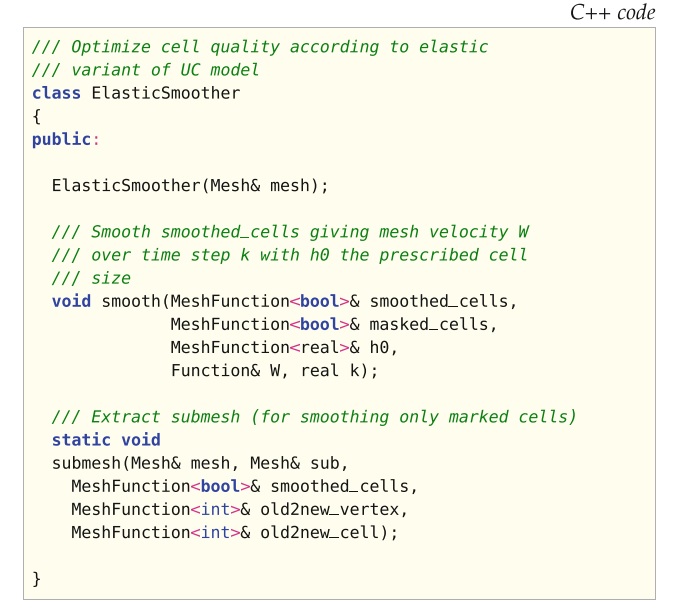 C++ code
/// Optimize cell quality according to elastic
/// variant of UC model
class ElasticSmoother
{
public:
ElasticSmoother(Mesh& mesh);
/// Smooth smoothed_cells giving mesh velocity W
/// over time step k with h0 the prescribed cell
/// size
void smooth(MeshFunction<bool>& smoothed_cells,
MeshFunction<bool>& masked_cells,
MeshFunction<real>& h0,
Function& W, real k);
/// Extract submesh (for smoothing only marked cells)
static void
submesh(Mesh& mesh, Mesh& sub,
MeshFunction<bool>& smoothed_cells,
MeshFunction<int>& old2new_vertex,
MeshFunction<int>& old2new_cell);
}